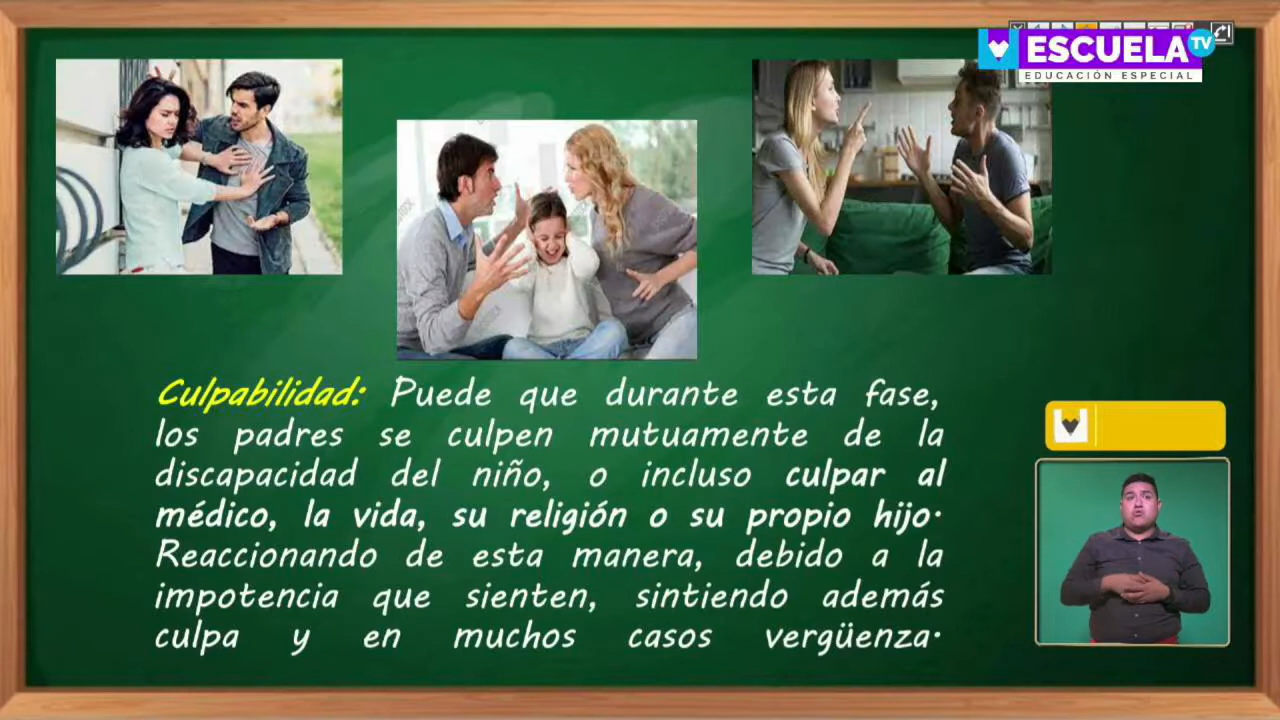 ESCUELA TV
EDUCACIÓN ESPECIAL
Culpabilidad: Puede que durante esta fase,
los padres se culpen mutuamente de la
discapacidad del niño, o incluso culpar al
médico, la vida, su religión o su propio hijo.
Reaccionando de esta manera, debido a la
impotencia que sienten, sintiendo además
culpa y en muchos casos vergüenza.